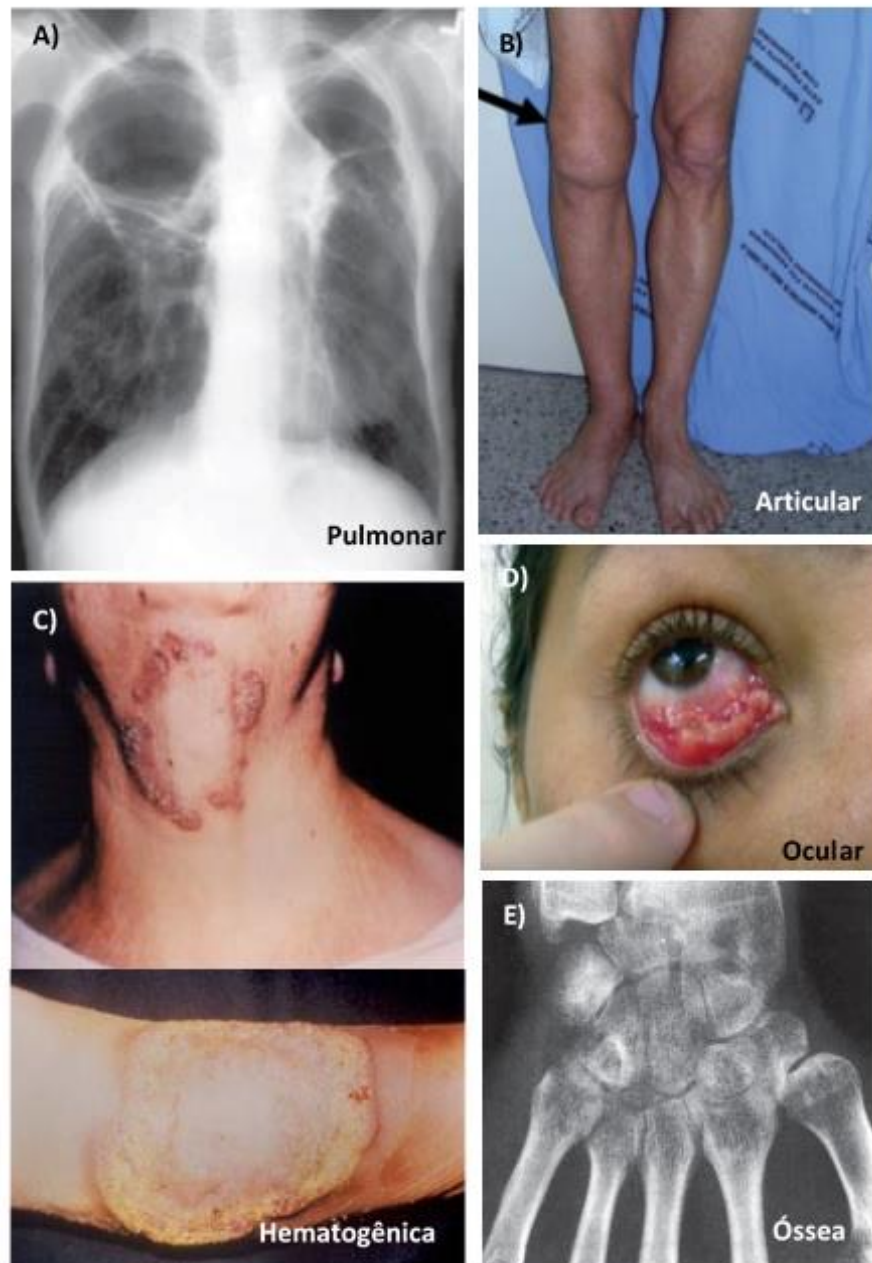 A)
Pulmonar
B)
Articular
C)
Hematogênica
D)
Ocular
E)
Óssea